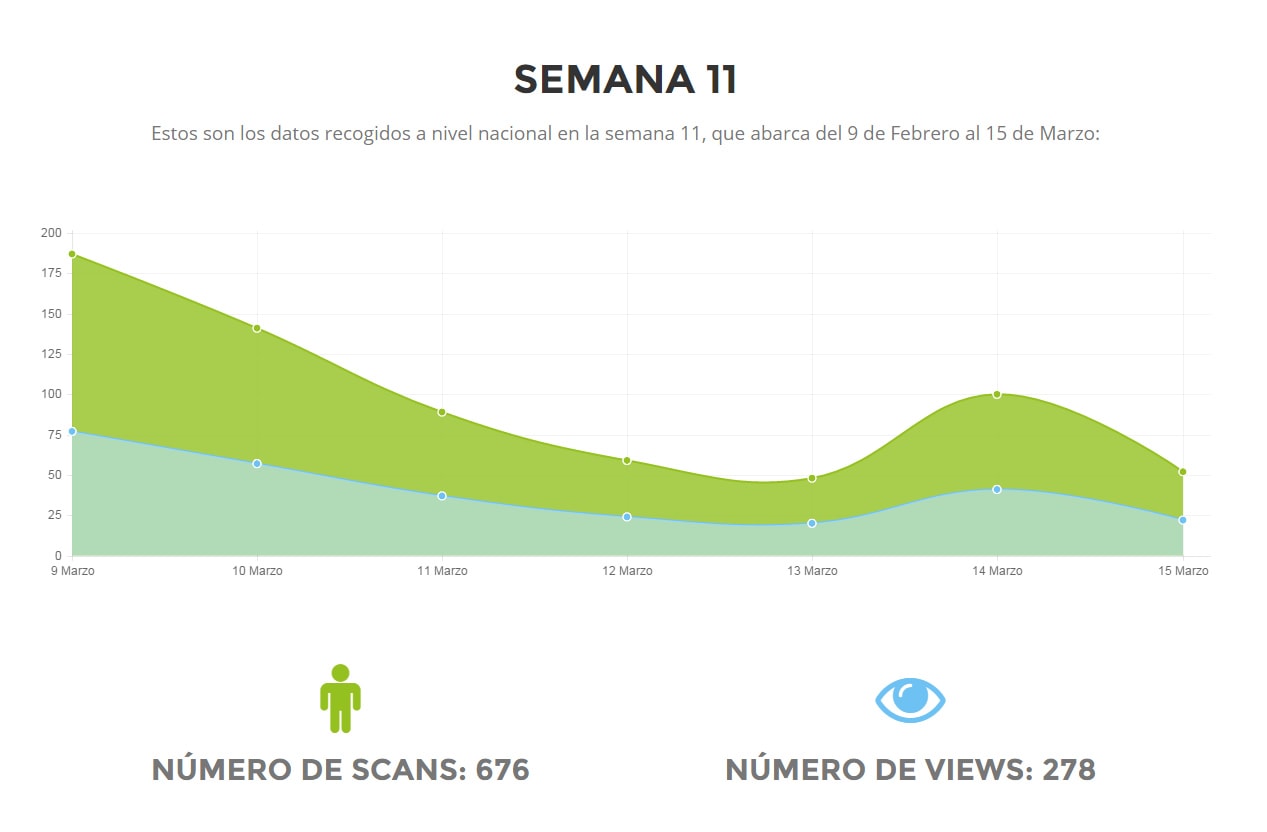 SEMANA 11
Estos son los datos recogidos a nivel nacional en la semana 11, que abarca del 9 de Febrero al 15 de Marzo:
200
175
150
125
100
75
50
25
0
9 Marzo 10 Marzo 11 Marzo 12 Marzo 13 Marzo 14 Marzo 15 Marzo
NÚMERO DE SCANS: 676
NÚMERO DE VIEWS: 278